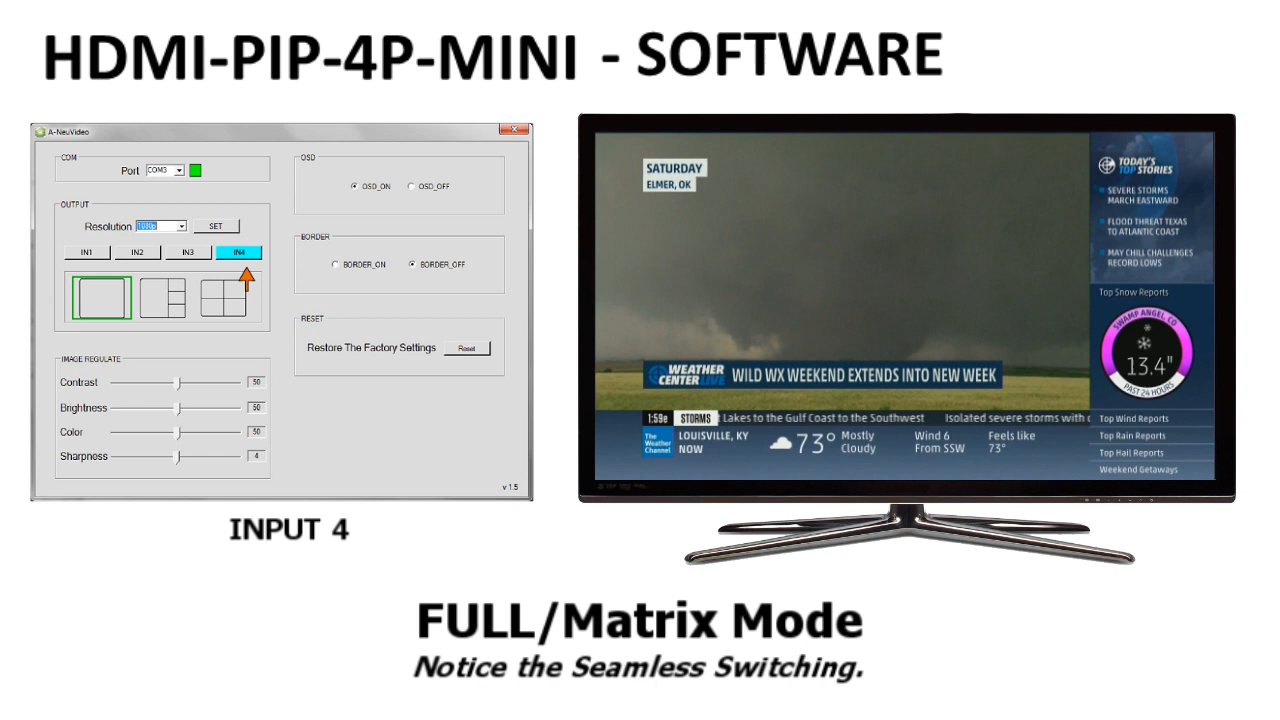 HDMI-PIP-4P-MINI - SOFTWARE
A-NeuVideo
COM
Port
COM3
OUTPUT
Resolution
1080p
SET
IN1
IN2
IN3
IN4
IMAGE REGULATE
Contrast
50
Brightness
50
Color
50
Sharpness
4
OSD
OSD_ON
OSD_OFF
BORDER
BORDER_ON
BORDER_OFF
RESET
Restore The Factory Settings
Reset
v 1.5
INPUT 4
SATURDAY
ELMER, OK
WEATHER
CENTER LIVE
WILD WX WEEKEND EXTENDS INTO NEW WEEK
1:59e
STORMS
t Lakes to the Gulf Coast to the Southwest
Isolated severe storms with
The
Weather
Channel
LOUISVILLE, KY
NOW
73°
Mostly
Cloudy
Wind 6
From SSW
Feels like
73°
TODAY'S
TOP STORIES
SEVERE STORMS
MARCH EASTWARD
FLOOD THREAT TEXAS
TO ATLANTIC COAST
MAY CHILL CHALLENGES
RECORD LOWS
Top Snow Reports
SWAMP ANGEL, CO
13.4"
PAST 24 HOURS
Top Wind Reports
Top Rain Reports
Top Hail Reports
Weekend Getaways
FULL/Matrix Mode
Notice the Seamless Switching.